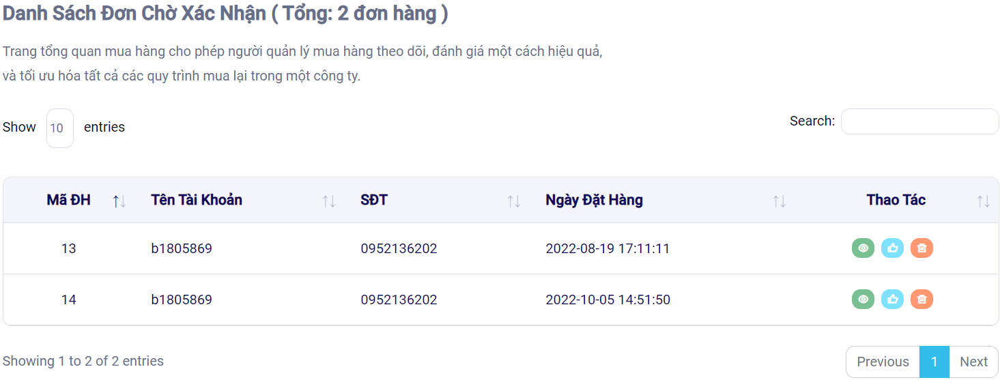 Danh Sách Đơn Chờ Xác Nhận ( Tổng: 2 đơn hàng )
Trang tổng quan mua hàng cho phép người quản lý mua hàng theo dõi, đánh giá một cách hiệu quả,
và tối ưu hóa tất cả các quy trình mua lại trong một công ty.
Show 10 entries
Search:
Mã ĐH Tên Tài Khoản SĐT Ngày Đặt Hàng Thao Tác
13 b1805869 0952136202 2022-08-19 17:11:11
14 b1805869 0952136202 2022-10-05 14:51:50
Showing 1 to 2 of 2 entries
Previous 1 Next